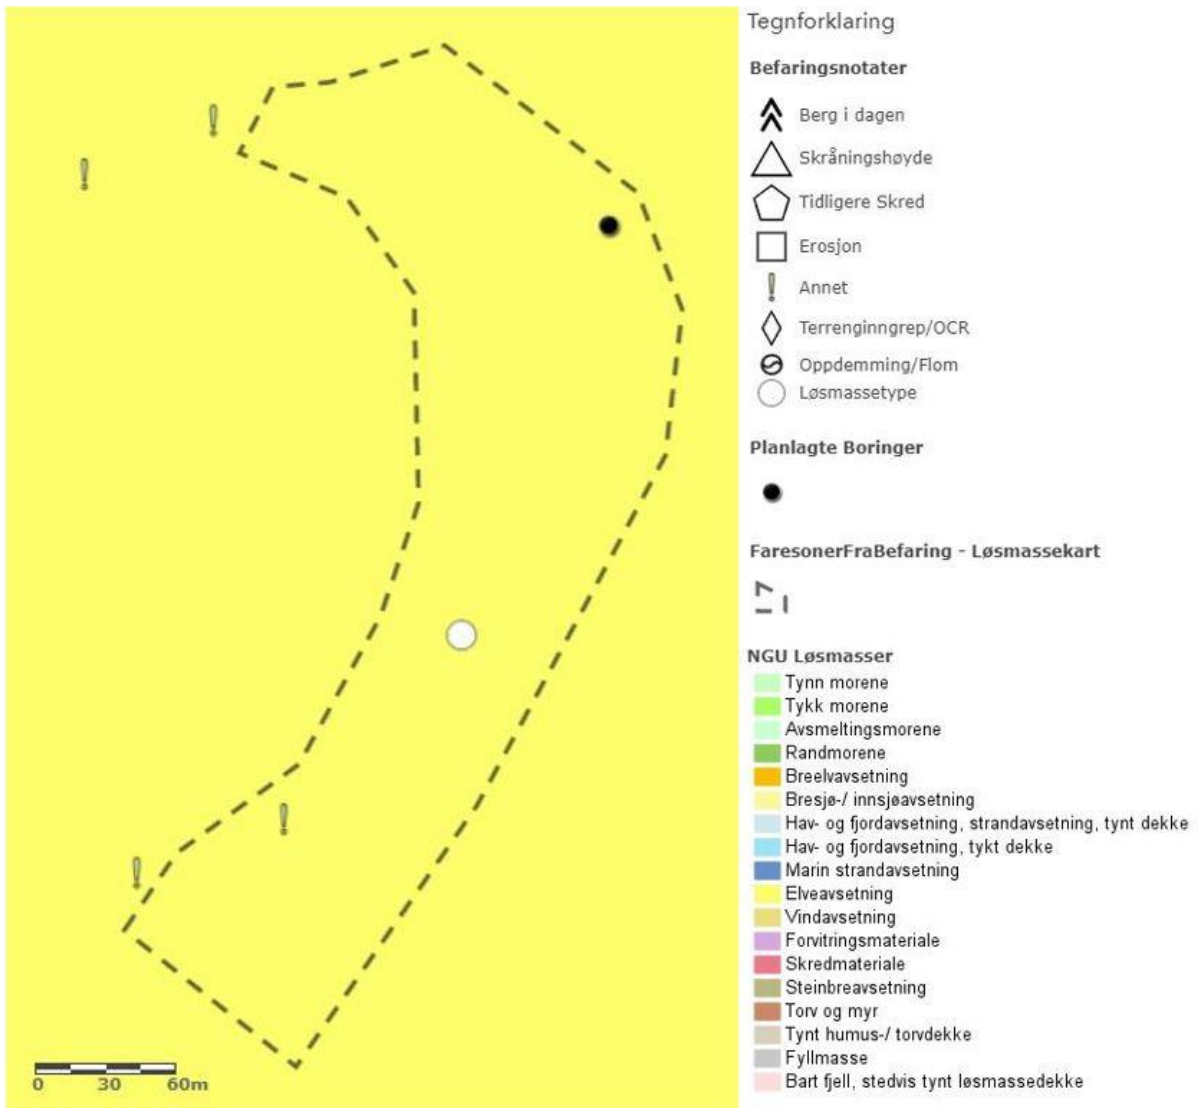 Tegnforklaring
Befaringsnotater
Berg i dagen
Skråningshøyde
Tidligere Skred
Erosjon
Annet
Terrenginngrep/OCR
Oppdemming/Flom
Løsmassetype
Planlagte Boringer
FaresonerFraBefaring - Løsmassekart
NGU Løsmasser
Tynn morene
Tykk morene
Avsmeltingsmorene
Randmorene
Breelvavsetning
Bresjø-/ innsjøavsetning
Hav- og fjordavsetning, strandavsetning, tynt dekke
Hav- og fjordavsetning, tykt dekke
Marin strandavsetning
Elveavsetning
Vindavsetning
Forvitringsmateriale
Skredmateriale
Steinbreavsetning
Torv og myr
Tynt humus-/ torvdekke
Fyllmasse
Bart fjell, stedvis tynt løsmassedekke
0 30 60m